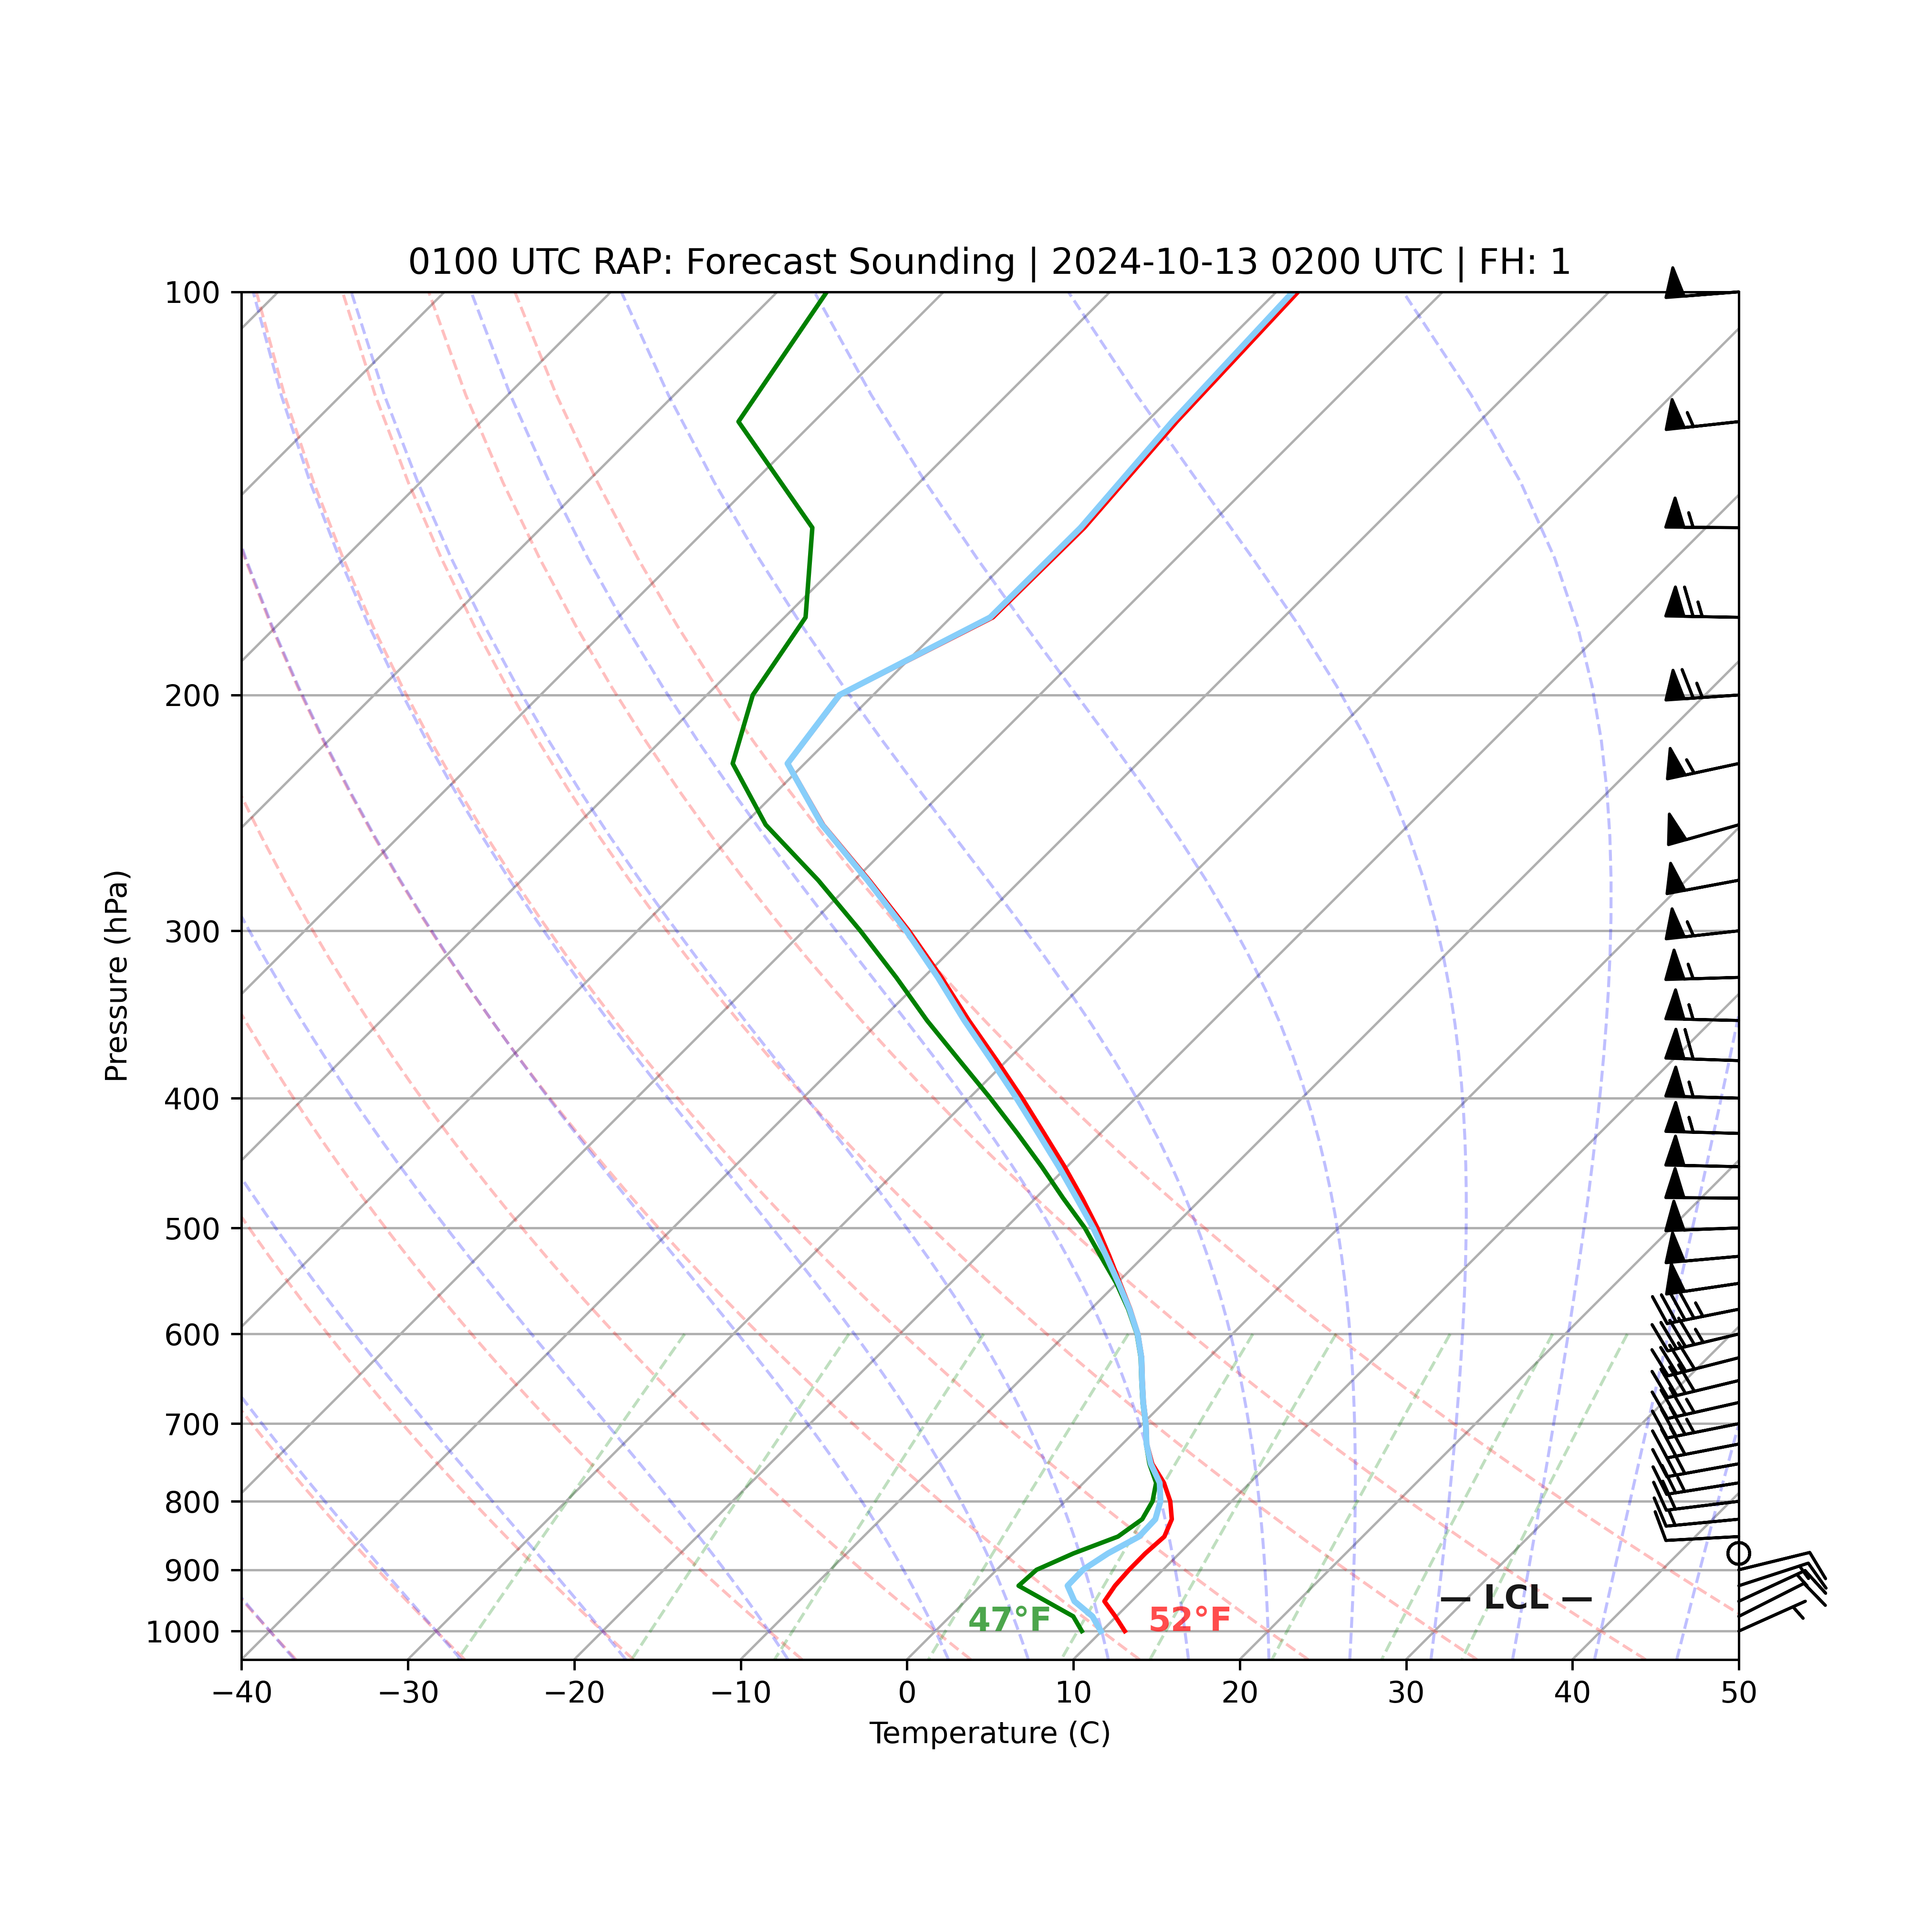 0100 UTC RAP: Forecast Sounding | 2024-10-13 0200 UTC | FH: 1
100
200
300
400
500
600
700
800
900
1000
Pressure (hPa)
47°F
52°F
— LCL —
−40 −30 −20 −10 0 10 20 30 40 50
Temperature (C)